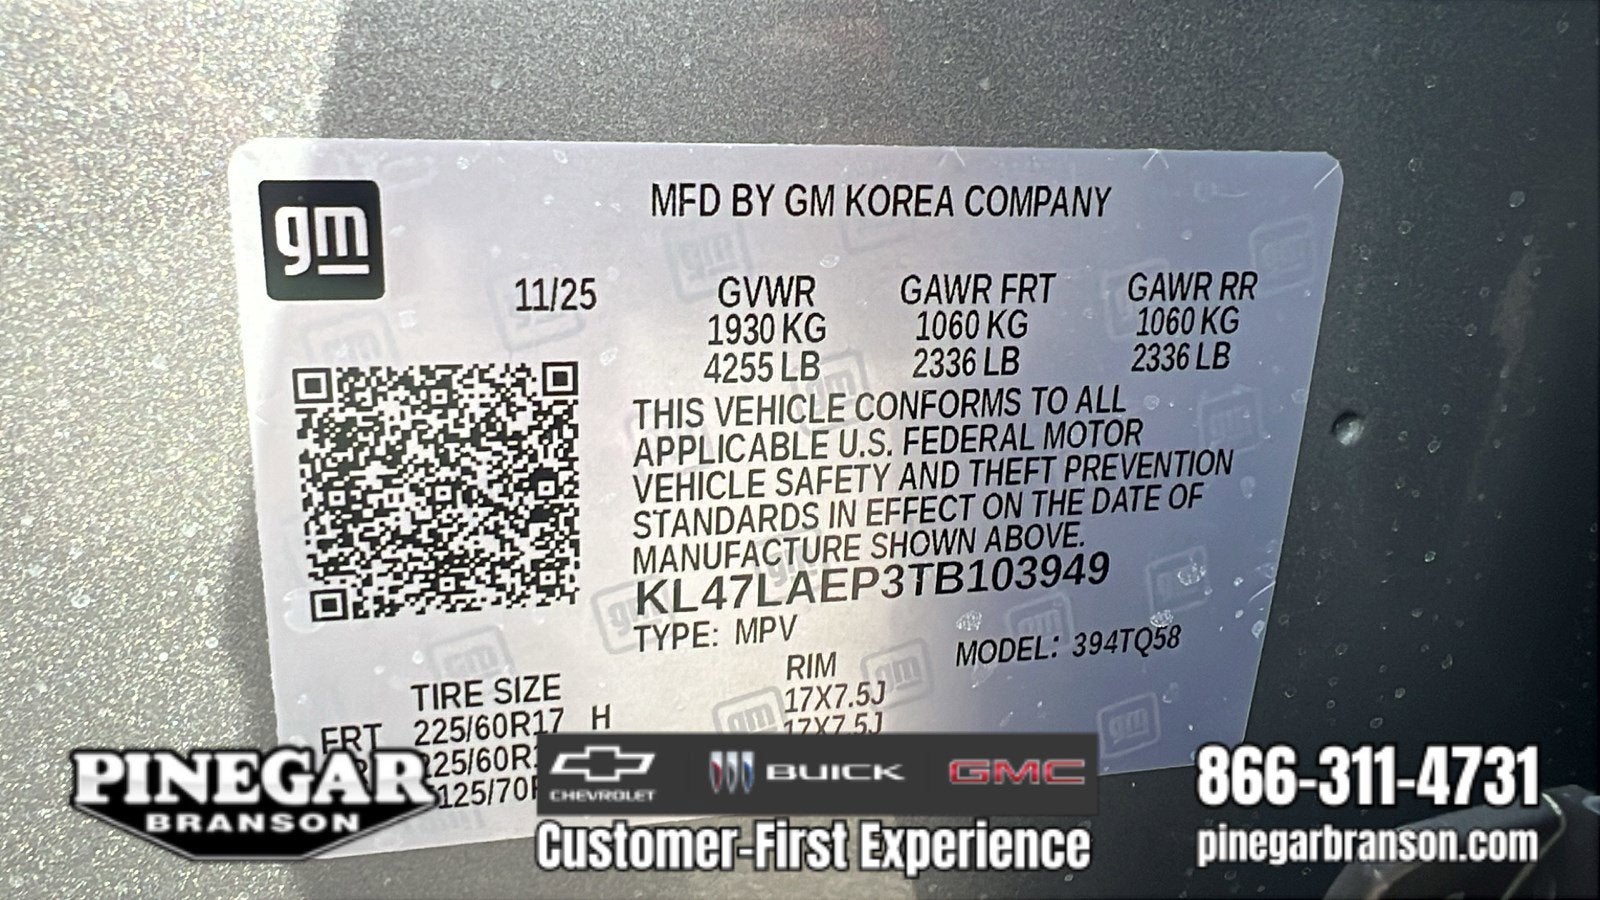 gm
MFD BY GM KOREA COMPANY
11/25 GVWR GAWR FRT GAWR RR
1930 KG 1060 KG 1060 KG
4255 LB 2336 LB 2336 LB
THIS VEHICLE CONFORMS TO ALL
APPLICABLE U.S. FEDERAL MOTOR
VEHICLE SAFETY AND THEFT PREVENTION
STANDARDS IN EFFECT ON THE DATE OF
MANUFACTURE SHOWN ABOVE.
KL47LAEP3TB103949
TYPE: MPV MODEL: 394TQ58
TIRE SIZE RIM
FRT 225/60R17 H 17X7.5J
17X7.5J
PINEGAR
BRANSON
CHEVROLET BUICK GMC
Customer-First Experience
866-311-4731
pinegarbranson.com